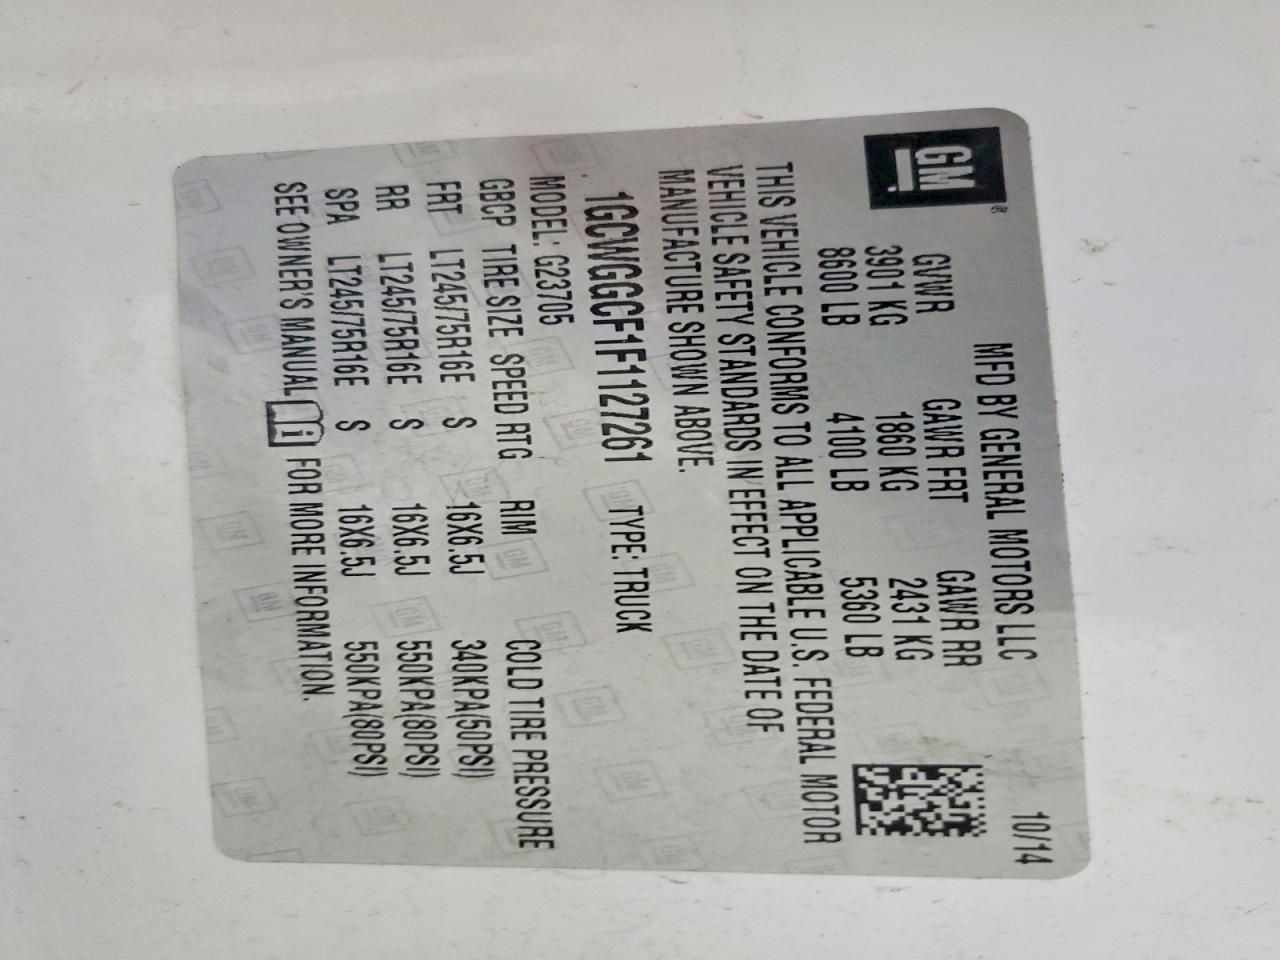 GM ®
MFD BY GENERAL MOTORS LLC 10/14
GVWR GAWR FRT GAWR RR
3901 KG 1860 KG 2431 KG
8600 LB 4100 LB 5360 LB
THIS VEHICLE CONFORMS TO ALL APPLICABLE U.S. FEDERAL MOTOR
VEHICLE SAFETY STANDARDS IN EFFECT ON THE DATE OF
MANUFACTURE SHOWN ABOVE.
1GCWGGCF1F1127261 TYPE: TRUCK
MODEL: G23705
GBCP TIRE SIZE SPEED RTG RIM COLD TIRE PRESSURE
FRT LT245/75R16E S 16X6.5J 340KPA(50PSI)
RR LT245/75R16E S 16X6.5J 550KPA(80PSI)
SPA LT245/75R16E S 16X6.5J 550KPA(80PSI)
SEE OWNER'S MANUAL i FOR MORE INFORMATION.